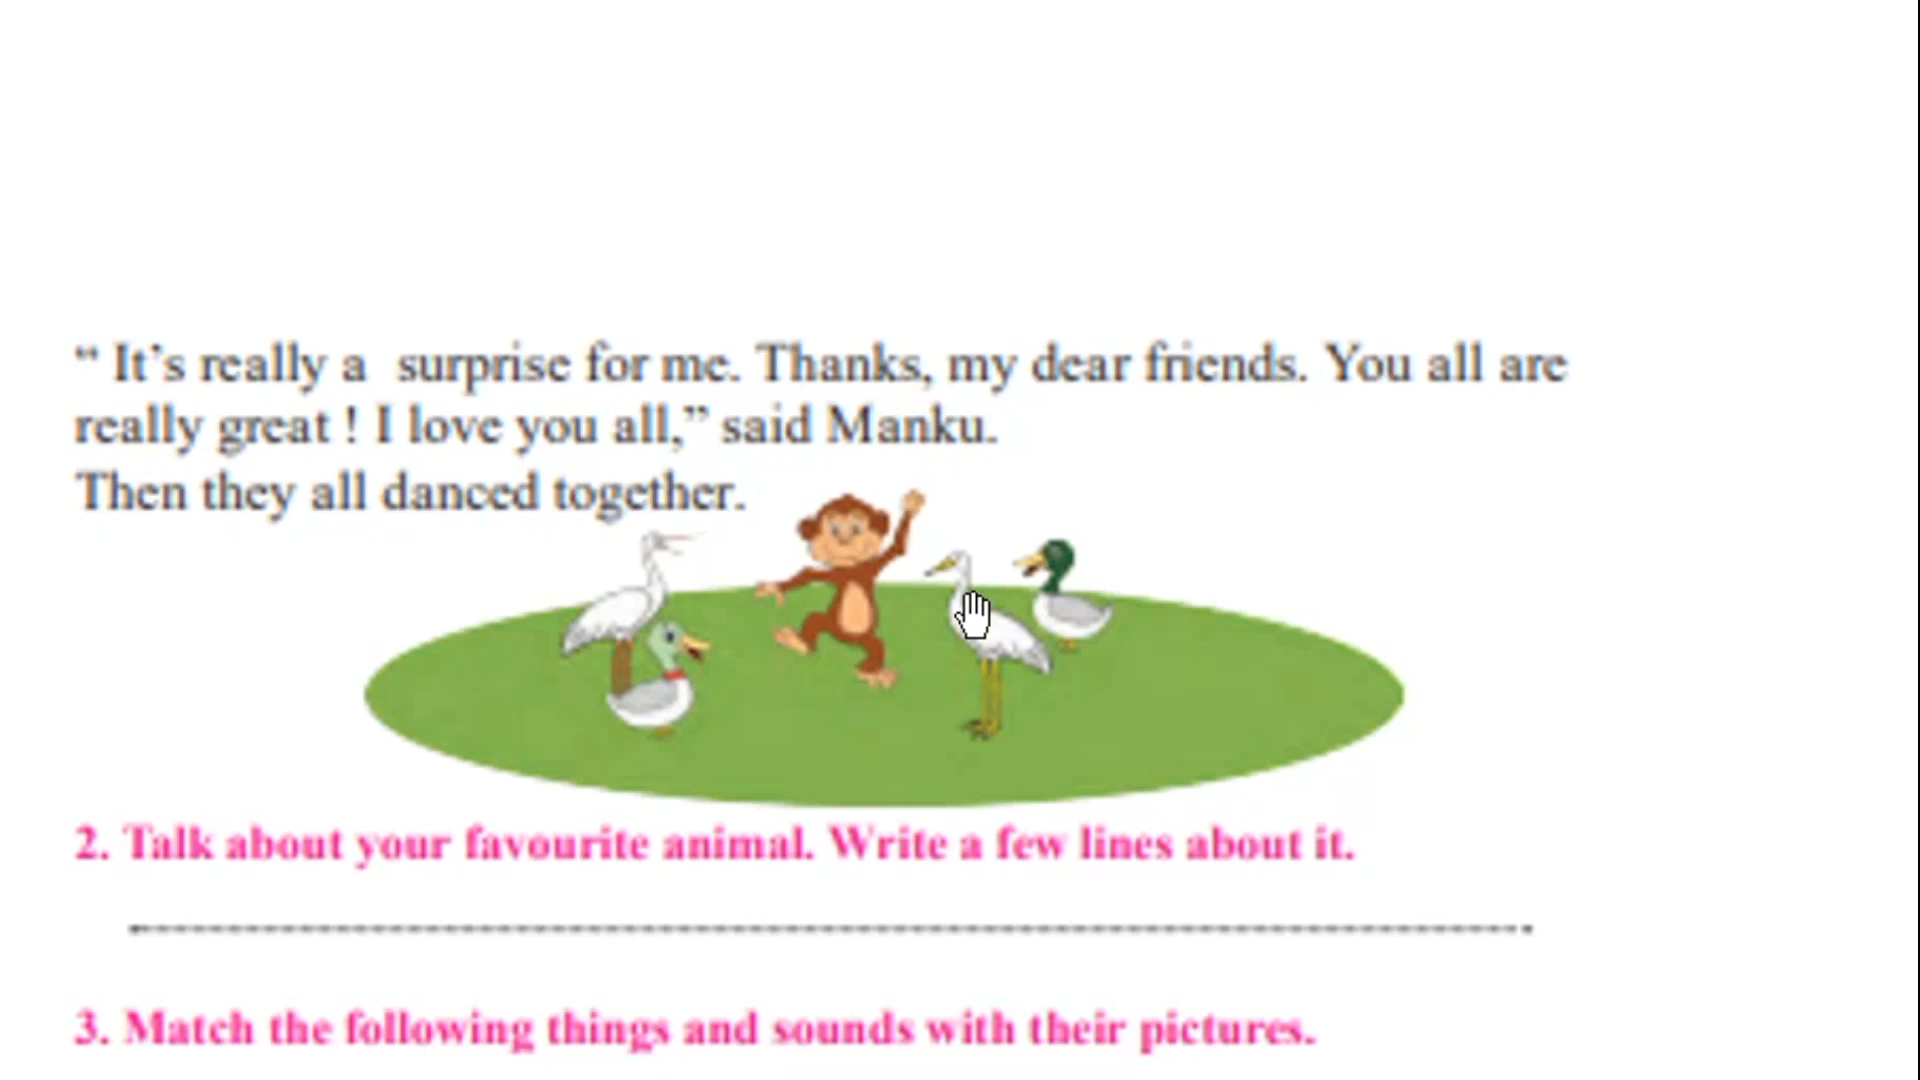 “ It’s really a  surprise for me. Thanks, my dear friends. You all are
really great ! I love you all,” said Manku.
Then they all danced together.
2. Talk about your favourite animal. Write a few lines about it.
3. Match the following things and sounds with their pictures.